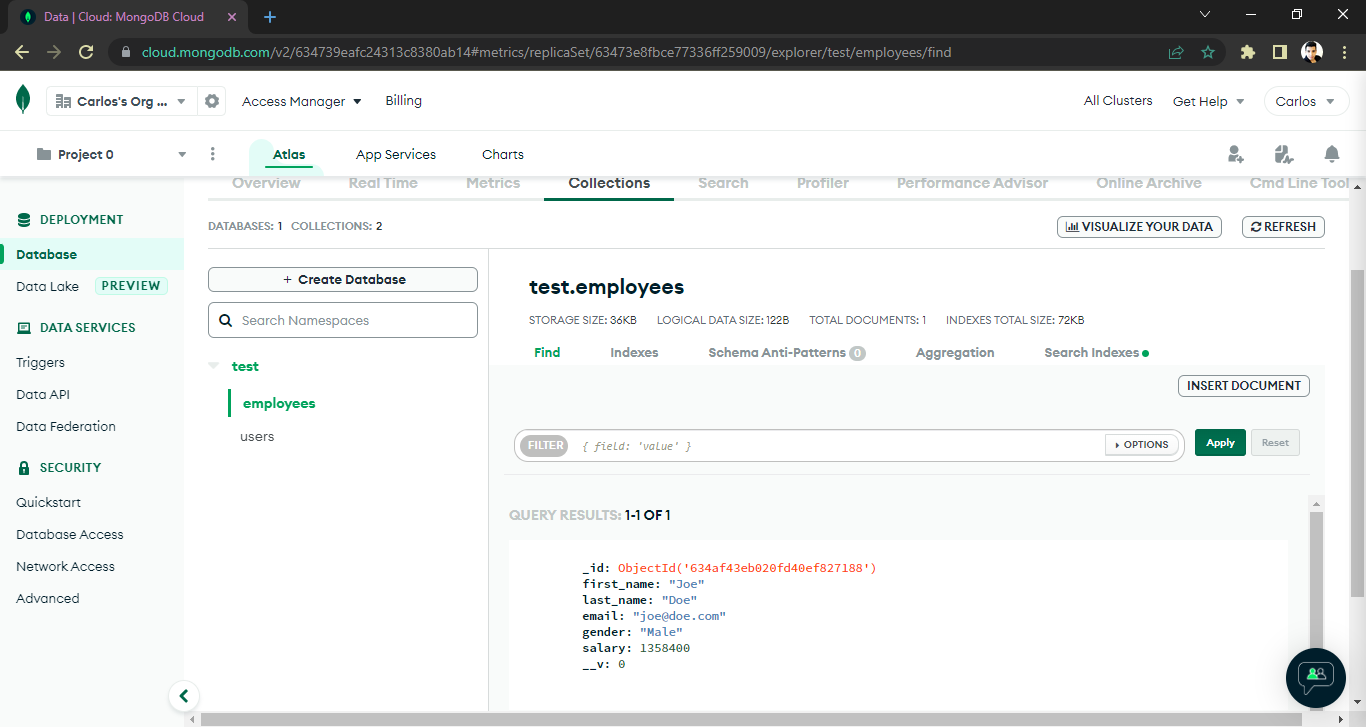 Data | Cloud: MongoDB Cloud
cloud.mongodb.com/v2/634739eafc24313c8380ab14#metrics/replicaSet/63473e8fbce77336ff259009/explorer/test/employees/find
Carlos's Org ... Access Manager Billing All Clusters Get Help Carlos
Project 0 Atlas App Services Charts
Overview Real Time Metrics Collections Search Profiler Performance Advisor Online Archive Cmd Line Tool
DEPLOYMENT
Database
Data Lake PREVIEW
DATA SERVICES
Triggers
Data API
Data Federation
SECURITY
Quickstart
Database Access
Network Access
Advanced
DATABASES: 1 COLLECTIONS: 2
VISUALIZE YOUR DATA REFRESH
+ Create Database
Search Namespaces
test
employees
users
test.employees
STORAGE SIZE: 36KB LOGICAL DATA SIZE: 122B TOTAL DOCUMENTS: 1 INDEXES TOTAL SIZE: 72KB
Find Indexes Schema Anti-Patterns 0 Aggregation Search Indexes
INSERT DOCUMENT
FILTER { field: 'value' } OPTIONS Apply Reset
QUERY RESULTS: 1-1 OF 1
_id: ObjectId('634af43eb020fd40ef827188')
first_name: "Joe"
last_name: "Doe"
email: "joe@doe.com"
gender: "Male"
salary: 1358400
__v: 0